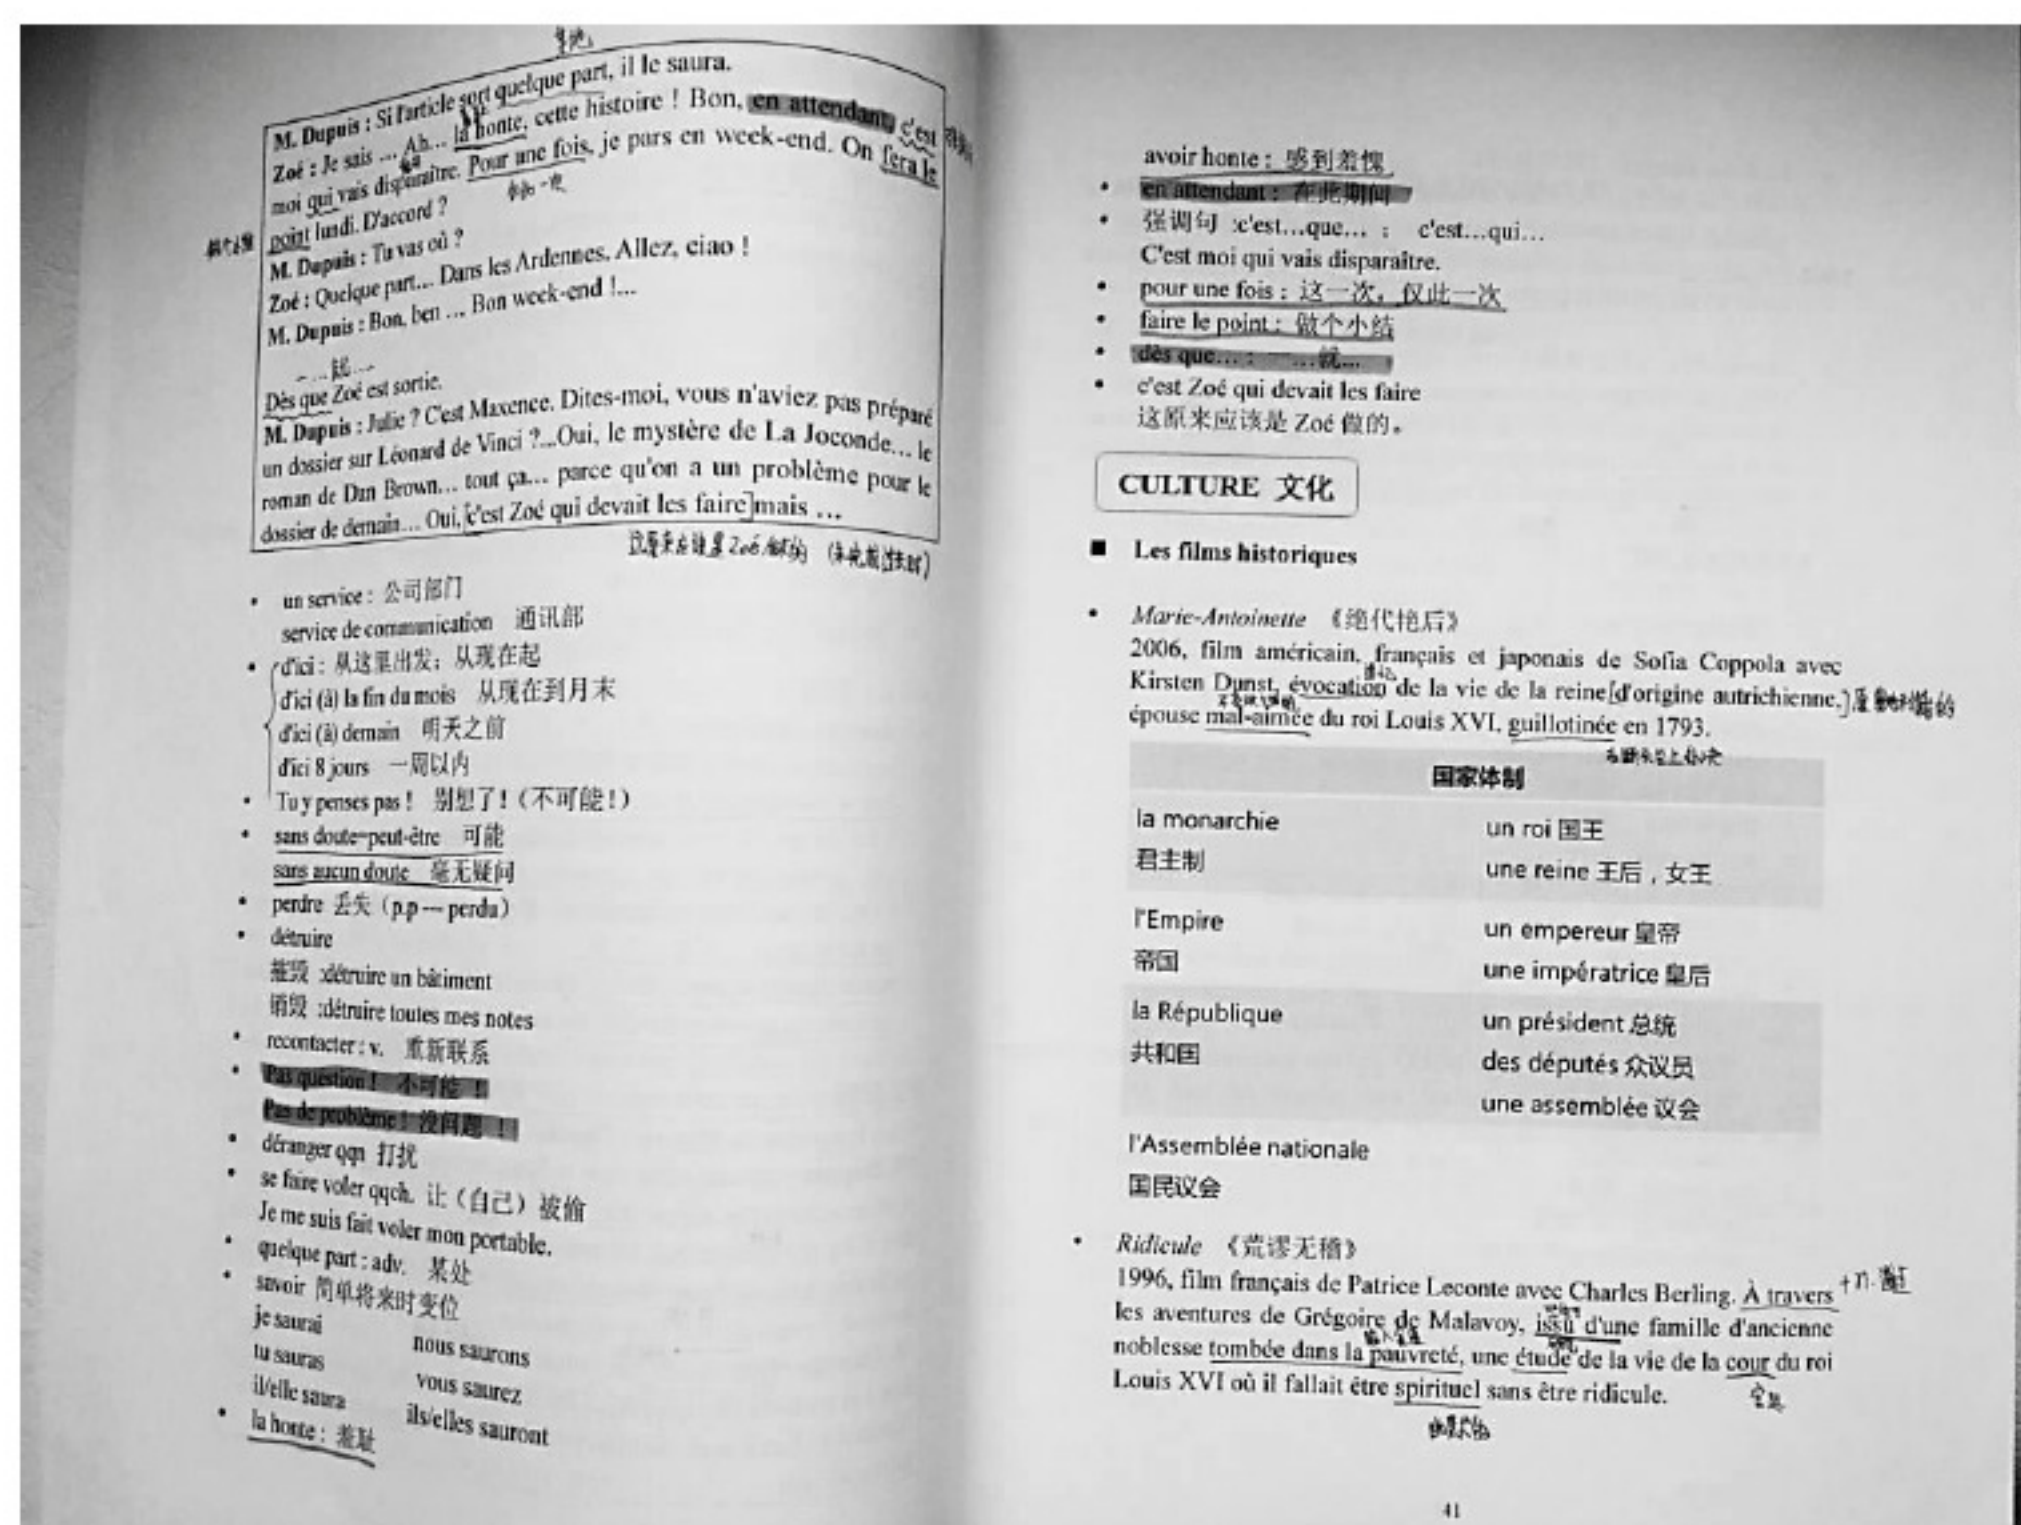 某地
M. Dupuis : Si l'article sort quelque part, il le saura.
Zoé : Je sais ... Ah... la honte, cette histoire ! Bon, en attendant, c'est
moi qui vais disparaître. Pour une fois, je pars en week-end. On fera le
point lundi. D'accord ?
M. Dupuis : Tu vas où ?
Zoé : Quelque part... Dans les Ardennes. Allez, ciao !
M. Dupuis : Bon, ben ... Bon week-end !...
一...就...
Dès que Zoé est sortie.
M. Dupuis : Julie ? C'est Maxence. Dites-moi, vous n'aviez pas préparé
un dossier sur Léonard de Vinci ?...Oui, le mystère de La Joconde... le
roman de Dan Brown... tout ça... parce qu'on a un problème pour le
dossier de demain... Oui, [c'est Zoé qui devait les faire] mais ...
这原来应该是 Zoé 做的 (未完成过去时)
• un service : 公司部门
service de communication 通讯部
• d'ici : 从这里出发；从现在起
d'ici (à) la fin du mois 从现在到月末
d'ici (à) demain 明天之前
d'ici 8 jours 一周以内
• Tu y penses pas ! 别想了！（不可能！）
• sans doute=peut-être 可能
sans aucun doute 毫无疑问
• perdre 丢失（p.p — perdu）
• détruire
摧毁 :détruire un bâtiment
销毁 :détruire toutes mes notes
• recontacter : v. 重新联系
• Pas question ! 不可能 ！
Pas de problème ! 没问题 ！
• déranger qqn 打扰
• se faire voler qqch. 让（自己）被偷
Je me suis fait voler mon portable.
• quelque part : adv. 某处
• savoir 简单将来时变位
je saurai nous saurons
tu sauras vous saurez
il/elle saura ils/elles sauront
• la honte : 羞耻
avoir honte : 感到羞愧
• en attendant : 在此期间
• 强调句 :c'est...que... ; c'est...qui...
C'est moi qui vais disparaître.
• pour une fois : 这一次，仅此一次
• faire le point : 做个小结
• dès que... : 一...就...
• c'est Zoé qui devait les faire
这原来应该是 Zoé 做的。
CULTURE 文化
■ Les films historiques
• Marie-Antoinette 《绝代艳后》
2006, film américain, français et japonais de Sofia Coppola avec
Kirsten Dunst, évocation de la vie de la reine [d'origine autrichienne,]
épouse mal-aimée du roi Louis XVI, guillotinée en 1793.
国家体制
la monarchie un roi 国王
君主制 une reine 王后，女王
l'Empire un empereur 皇帝
帝国 une impératrice 皇后
la République un président 总统
共和国 des députés 众议员
une assemblée 议会
l'Assemblée nationale
国民议会
• Ridicule 《荒谬无稽》
1996, film français de Patrice Leconte avec Charles Berling. À travers
les aventures de Grégoire de Malavoy, issu d'une famille d'ancienne
noblesse tombée dans la pauvreté, une étude de la vie de la cour du roi
Louis XVI où il fallait être spirituel sans être ridicule.
41